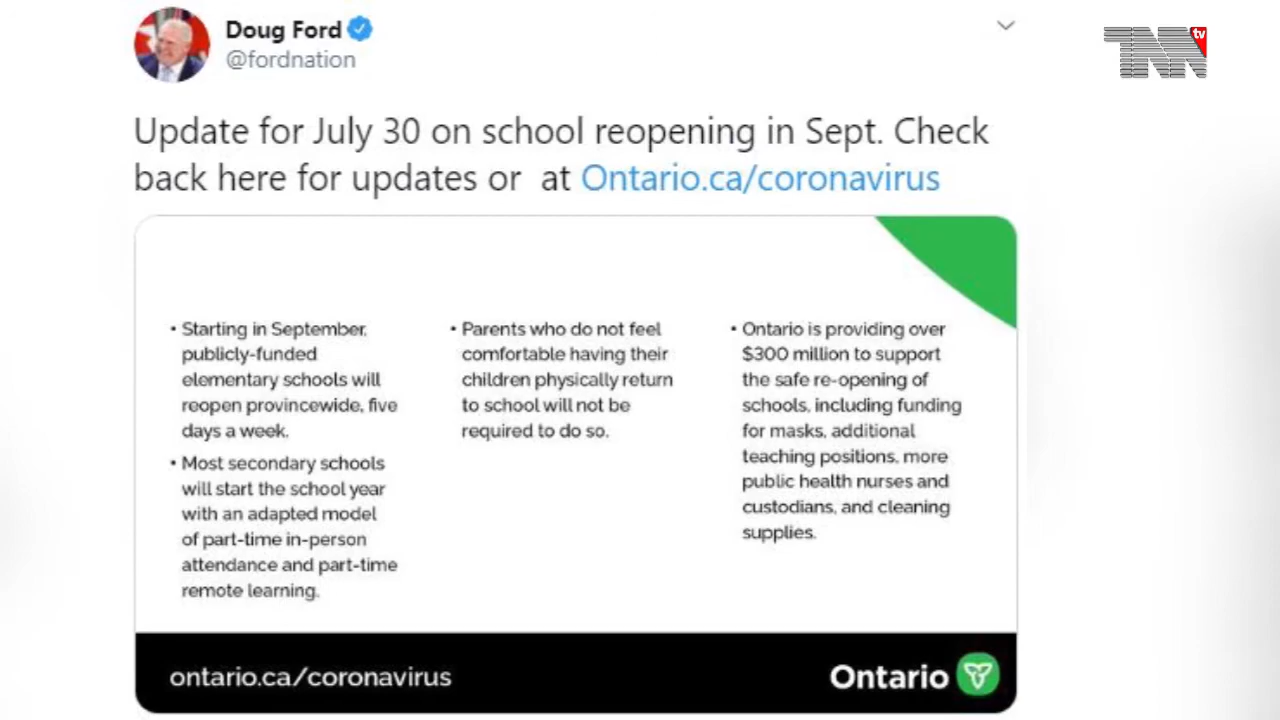 Doug Ford
@fordnation
TNN tv
Update for July 30 on school reopening in Sept. Check
back here for updates or at Ontario.ca/coronavirus
• Starting in September,
publicly-funded
elementary schools will
reopen provincewide, five
days a week.
• Most secondary schools
will start the school year
with an adapted model
of part-time in-person
attendance and part-time
remote learning.
• Parents who do not feel
comfortable having their
children physically return
to school will not be
required to do so.
• Ontario is providing over
$300 million to support
the safe re-opening of
schools, including funding
for masks, additional
teaching positions, more
public health nurses and
custodians, and cleaning
supplies.
ontario.ca/coronavirus
Ontario